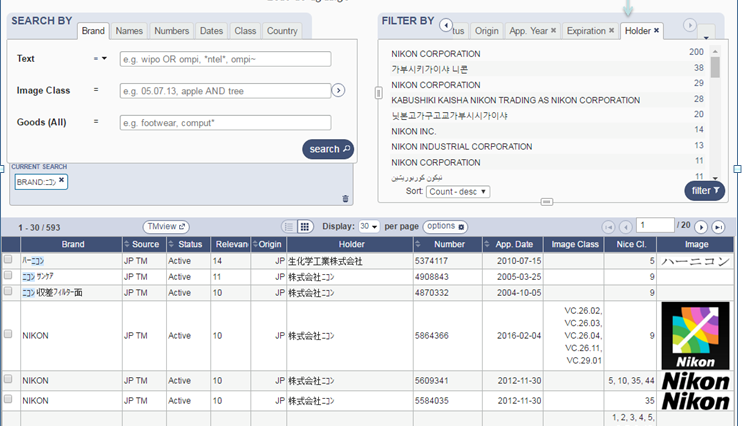 SEARCH BY
Brand Names Numbers Dates Class Country
Text =
e.g. wipo OR ompi, "ntel", ompi~
Image Class =
e.g. 05.07.13, apple AND tree
Goods (All) =
e.g. footwear, comput*
search
CURRENT SEARCH
BRAND:ﾆｺﾝ
FILTER BY
tus Origin App. Year Expiration Holder
NIKON CORPORATION 200
가부시키가이샤 니콘 38
NIKON CORPORATION 29
KABUSHIKI KAISHA NIKON TRADING AS NIKON CORPORATION 28
닛본고가구고교가부시시가이샤 20
NIKON INC. 14
NIKON INDUSTRIAL CORPORATION 13
NIKON CORPORATION 11
نيكون كوربوريشين 11
Sort: Count - desc
filter
1 - 30 / 593
TMview
Display: 30 per page
options
1 / 20
Brand Source Status Relevan Origin Holder Number App. Date Image Class Nice Cl. Image
ﾊｰﾆｺﾝ JP TM Active 14 JP 生化学工業株式会社 5374117 2010-07-15 5 ハーニコン
ﾆｺﾝ ｻﾝｸｱ JP TM Active 11 JP 株式会社ﾆｺﾝ 4908843 2005-03-25 9
ﾆｺﾝ 収差ﾌｨﾙﾀｰ面 JP TM Active 10 JP 株式会社ﾆｺﾝ 4870332 2004-10-05 9
NIKON JP TM Active 10 JP 株式会社ﾆｺﾝ 5864366 2016-02-04 VC.26.02, VC.26.03, VC.26.04, VC.26.11, VC.29.01 9 Nikon
NIKON JP TM Active 10 JP 株式会社ﾆｺﾝ 5609341 2012-11-30 5, 10, 35, 44 Nikon
NIKON JP TM Active 10 JP 株式会社ﾆｺﾝ 5584035 2012-11-30 35 Nikon
1, 2, 3, 4, 5,